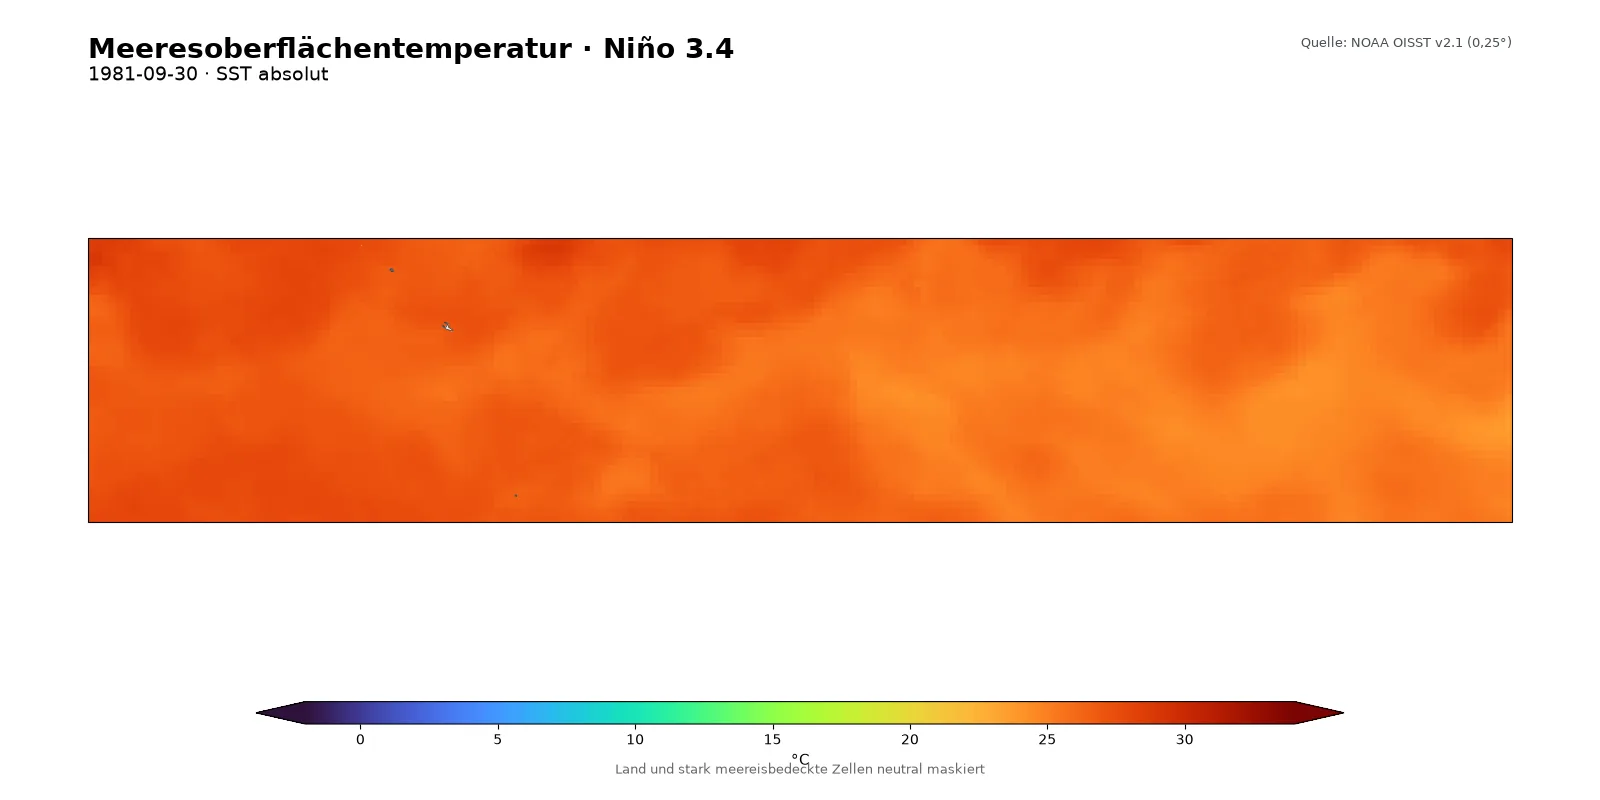 Meeresoberflächentemperatur · Niño 3.4
1981-09-30 · SST absolut
Quelle: NOAA OISST v2.1 (0,25°)
0 5 10 15 20 25 30
°C
Land und stark meereisbedeckte Zellen neutral maskiert